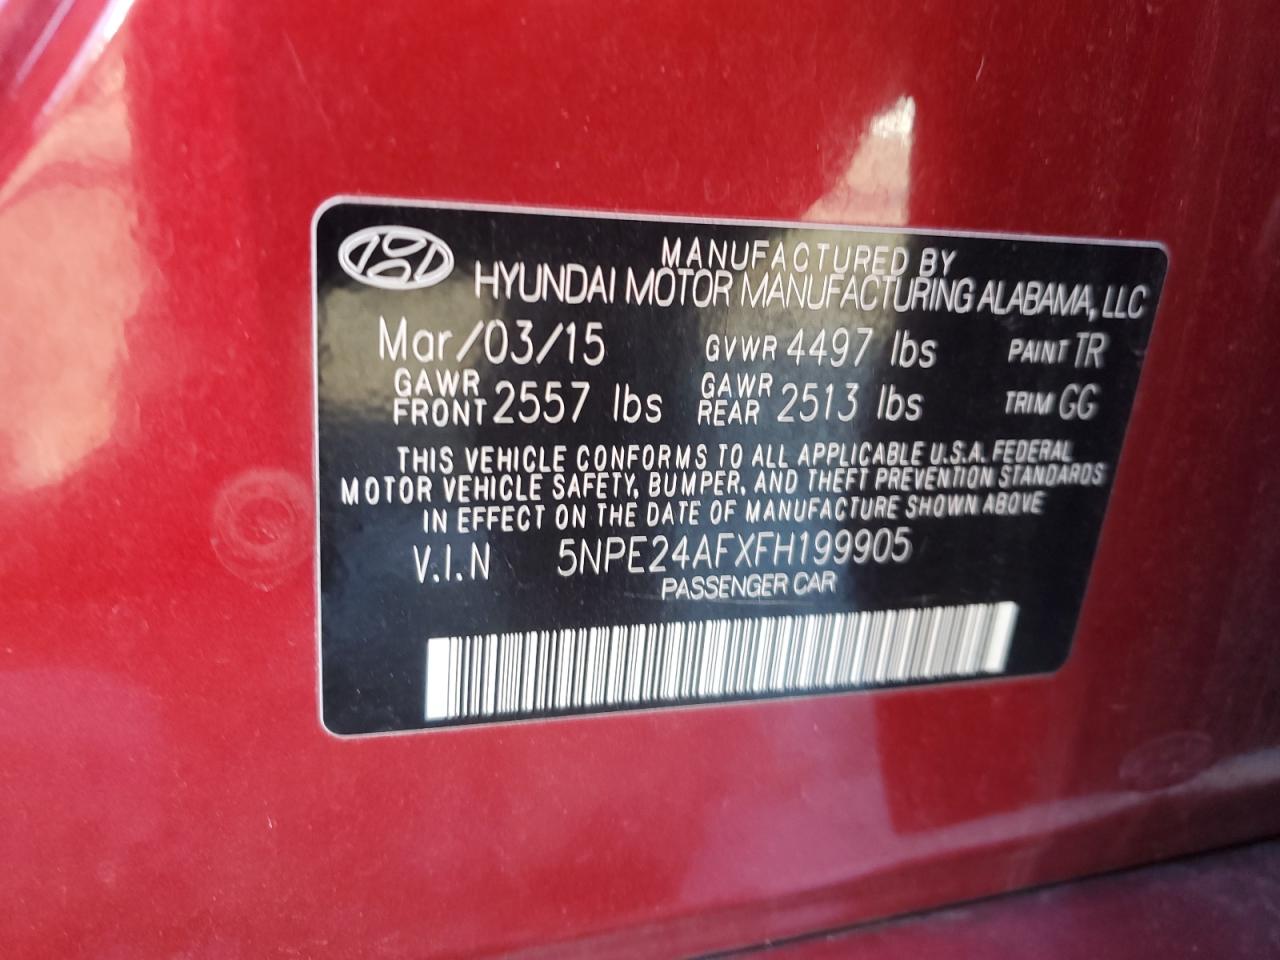 MANUFACTURED BY
HYUNDAI MOTOR MANUFACTURING ALABAMA, LLC
Mar/03/15 GVWR 4497 lbs PAINT TR
GAWR FRONT 2557 lbs GAWR REAR 2513 lbs TRIM GG
THIS VEHICLE CONFORMS TO ALL APPLICABLE U.S.A. FEDERAL
MOTOR VEHICLE SAFETY, BUMPER, AND THEFT PREVENTION STANDARDS
IN EFFECT ON THE DATE OF MANUFACTURE SHOWN ABOVE
V.I.N 5NPE24AFXFH199905
PASSENGER CAR